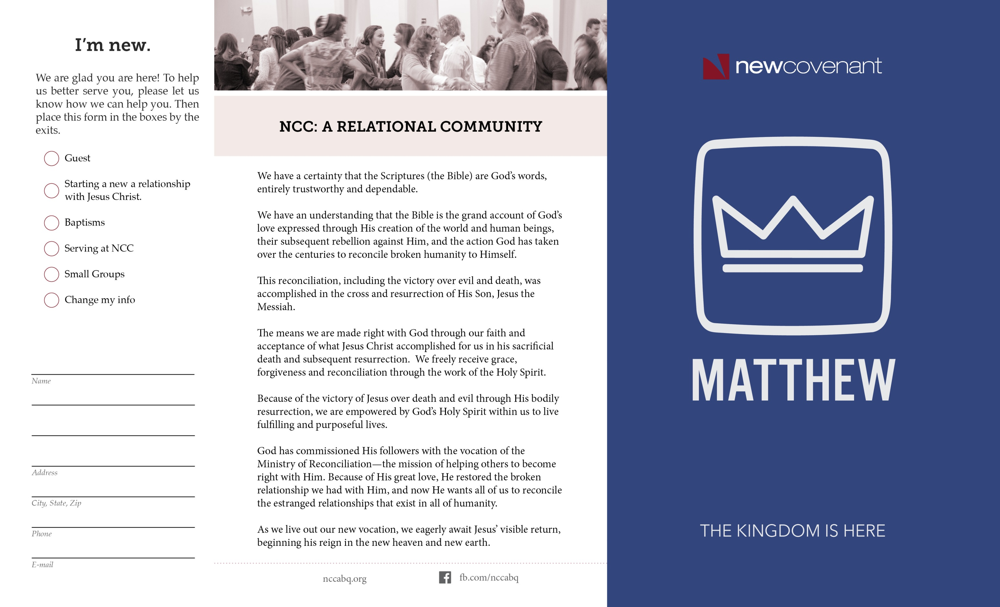 I’m new.
We are glad you are here! To help
us better serve you, please let us
know how we can help you. Then
place this form in the boxes by the
exits.
Guest
Starting a new a relationship
with Jesus Christ.
Baptisms
Serving at NCC
Small Groups
Change my info
Name
Address
City, State, Zip
Phone
E-mail
NCC: A RELATIONAL COMMUNITY
We have a certainty that the Scriptures (the Bible) are God’s words,
entirely trustworthy and dependable.
We have an understanding that the Bible is the grand account of God’s
love expressed through His creation of the world and human beings,
their subsequent rebellion against Him, and the action God has taken
over the centuries to reconcile broken humanity to Himself.
This reconciliation, including the victory over evil and death, was
accomplished in the cross and resurrection of His Son, Jesus the
Messiah.
The means we are made right with God through our faith and
acceptance of what Jesus Christ accomplished for us in his sacrificial
death and subsequent resurrection.  We freely receive grace,
forgiveness and reconciliation through the work of the Holy Spirit.
Because of the victory of Jesus over death and evil through His bodily
resurrection, we are empowered by God’s Holy Spirit within us to live
fulfilling and purposeful lives.
God has commissioned His followers with the vocation of the
Ministry of Reconciliation—the mission of helping others to become
right with Him. Because of His great love, He restored the broken
relationship we had with Him, and now He wants all of us to reconcile
the estranged relationships that exist in all of humanity.
As we live out our new vocation, we eagerly await Jesus’ visible return,
beginning his reign in the new heaven and new earth.
nccabq.org
fb.com/nccabq
newcovenant
MATTHEW
THE KINGDOM IS HERE